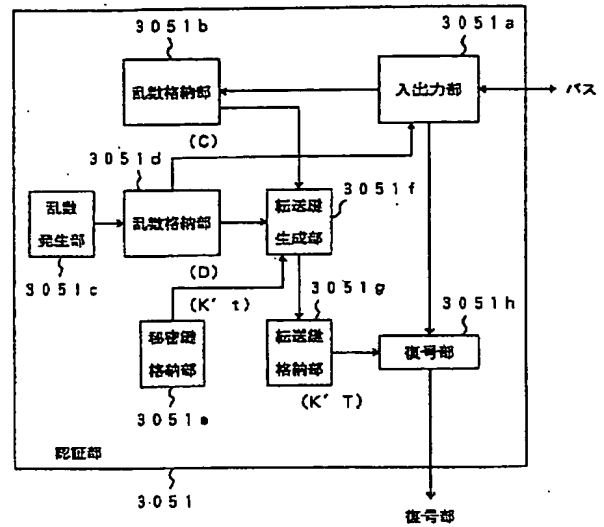 3051b
3051a
乱数格納部
入出力部
バス
(C)
3051d
3051f
乱数
発生部
乱数格納部
転送鍵
生成部
3051c
(D)
(K' t)
3051g
3051h
秘密鍵
格納部
転送鍵
格納部
復号部
3051e
(K' T)
認証部
3051
復号部